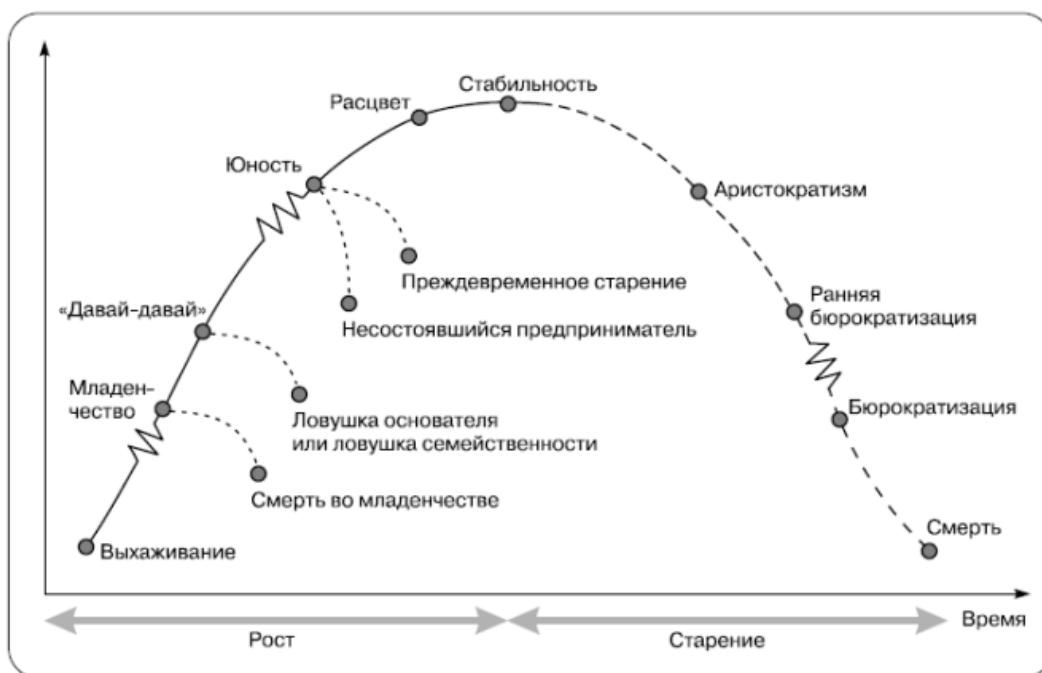 Стабильность
Расцвет
Юность
Аристократизм
Преждевременное старение
«Давай-давай»
Несостоявшийся предприниматель
Ранняя
бюрократизация
Младен-
чество
Ловушка основателя
или ловушка семейственности
Бюрократизация
Смерть во младенчестве
Выхаживание
Смерть
Время
Рост
Старение